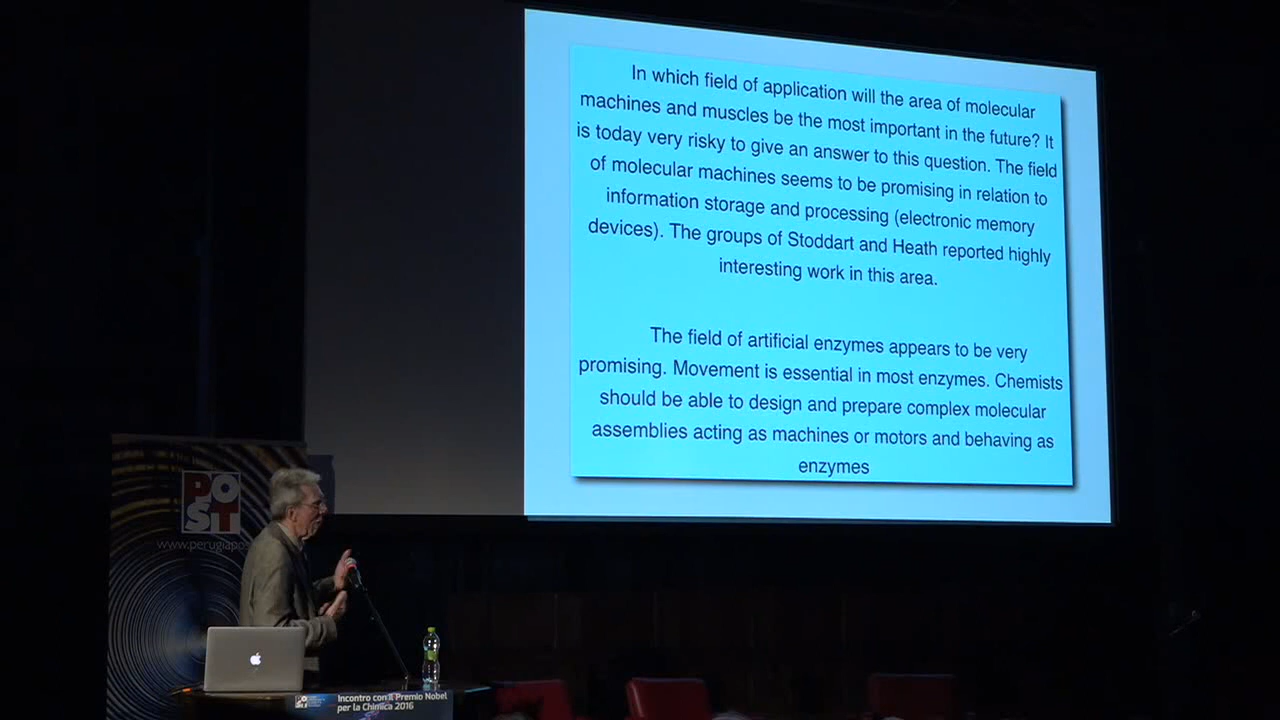 In which field of application will the area of molecular
machines and muscles be the most important in the future? It
is today very risky to give an answer to this question. The field
of molecular machines seems to be promising in relation to
information storage and processing (electronic memory
devices). The groups of Stoddart and Heath reported highly
interesting work in this area.
The field of artificial enzymes appears to be very
promising. Movement is essential in most enzymes. Chemists
should be able to design and prepare complex molecular
assemblies acting as machines or motors and behaving as
enzymes
PO
ST
www.perugiapos
POST
Incontro con il Premio Nobel
per la Chimica 2016